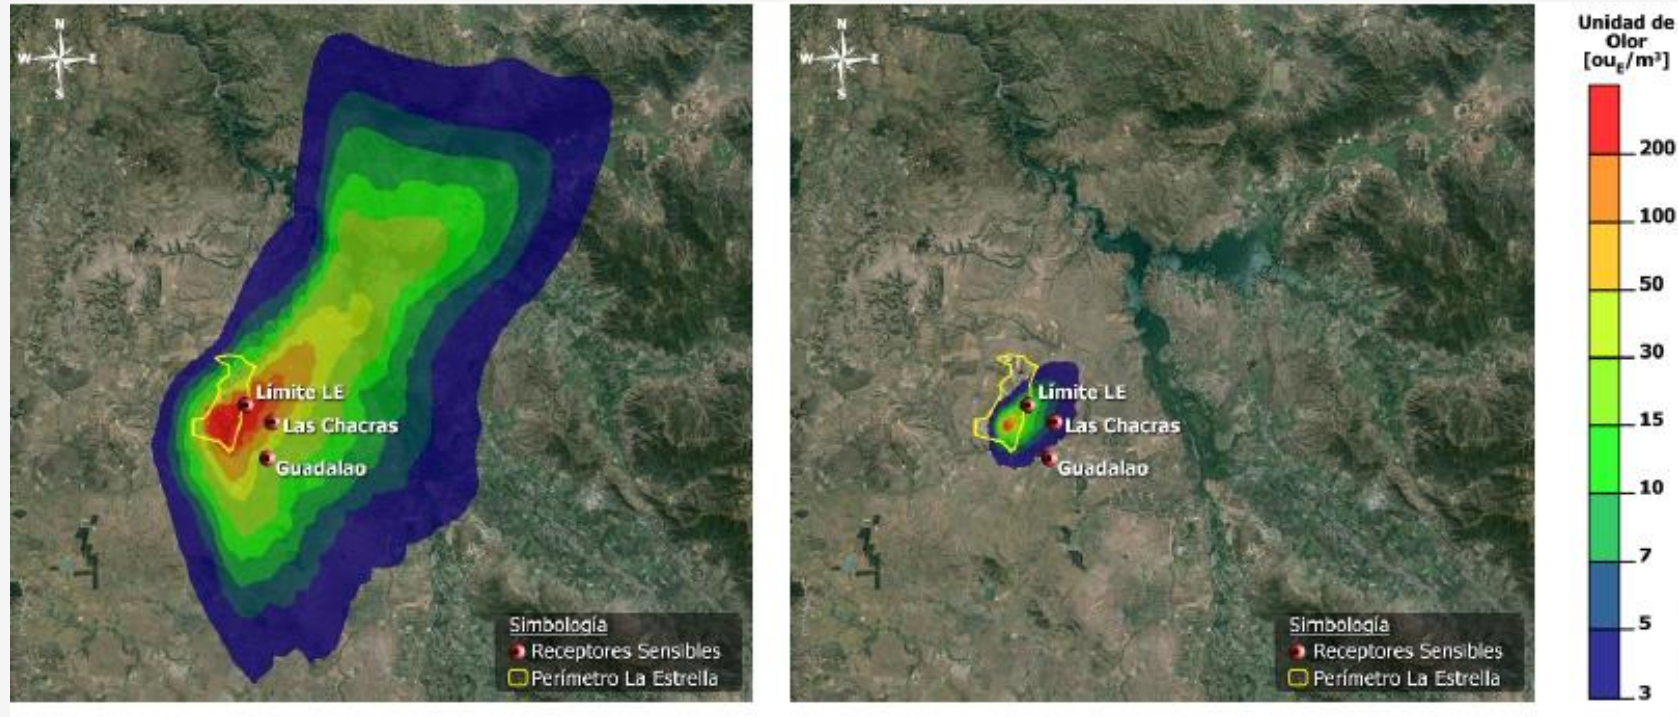 N
W E
S
Límite LE
Las Chacras
Guadalao
Simbología
Receptores Sensibles
Perímetro La Estrella
N
W E
S
Límite LE
Las Chacras
Guadalao
Simbología
Receptores Sensibles
Perímetro La Estrella
Unidad de
Olor
[ouE/m³]
200
100
50
30
15
10
7
5
3